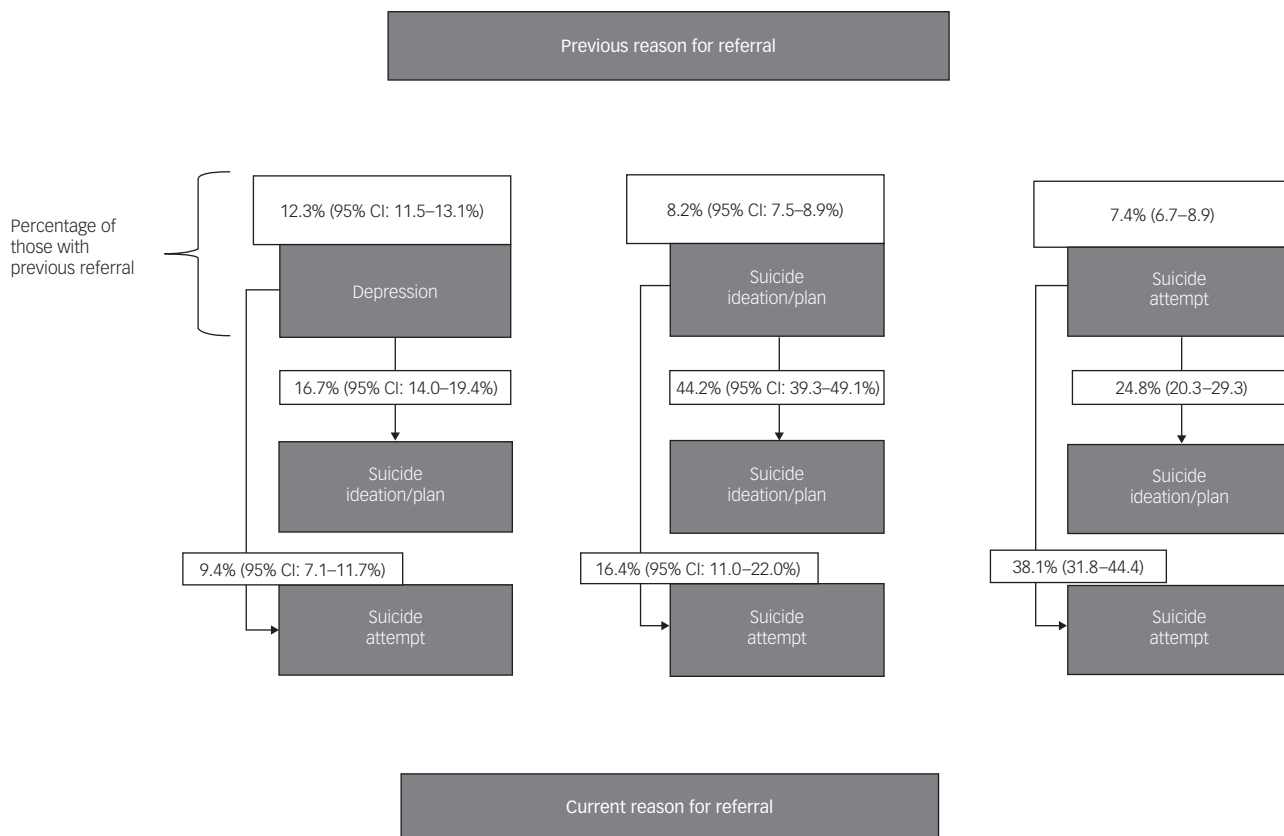 Previous reason for referral
Percentage of
those with
previous referral
12.3% (95% CI: 11.5–13.1%)
8.2% (95% CI: 7.5–8.9%)
7.4% (6.7–8.9)
Depression
Suicide
ideation/plan
Suicide
attempt
16.7% (95% CI: 14.0–19.4%)
44.2% (95% CI: 39.3–49.1%)
24.8% (20.3–29.3)
Suicide
ideation/plan
Suicide
ideation/plan
Suicide
ideation/plan
9.4% (95% CI: 7.1–11.7%)
16.4% (95% CI: 11.0–22.0%)
38.1% (31.8–44.4)
Suicide
attempt
Suicide
attempt
Suicide
attempt
Current reason for referral